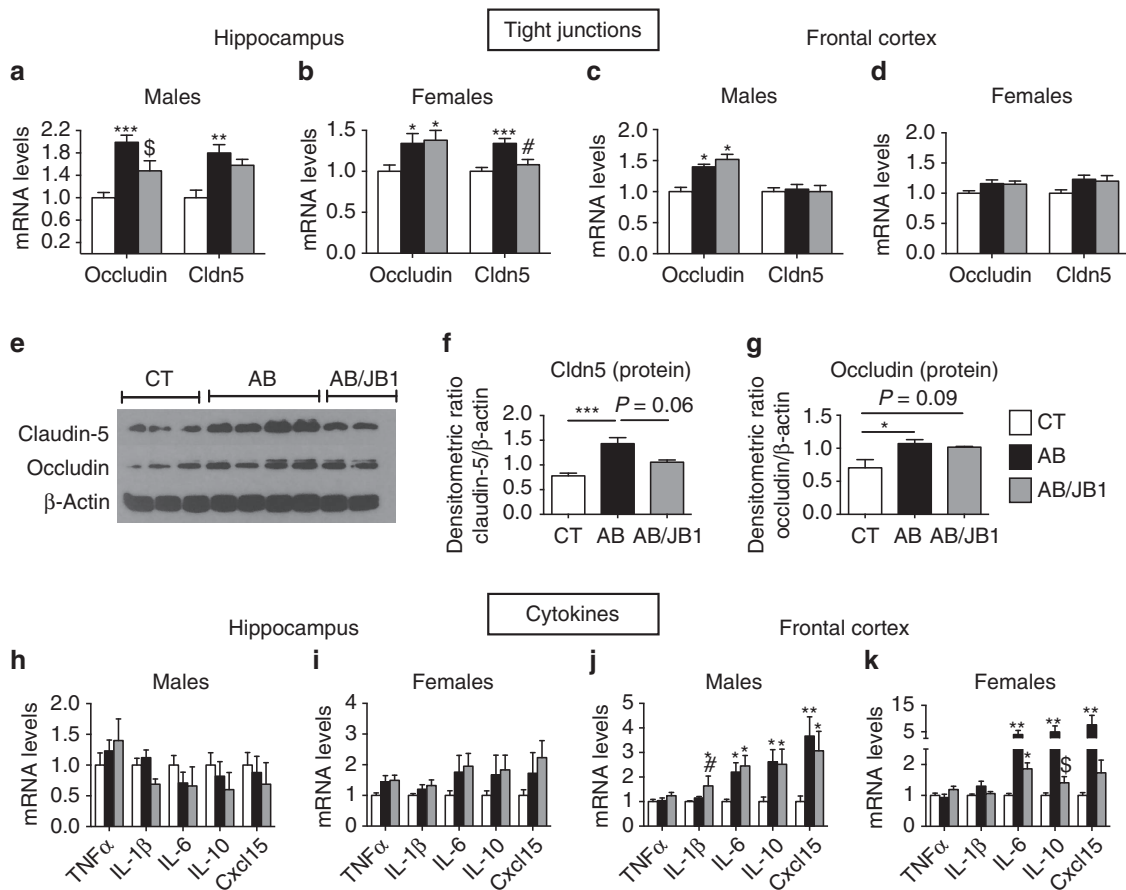 Tight junctions
Hippocampus
Frontal cortex
a
b
c
d
Males
Females
Males
Females
mRNA levels
2.2
1.8
1.4
1.0
0.6
0.2
***
$
**
Occludin Cldn5
mRNA levels
1.5
1.0
0.5
0.0
* *
***
#
Occludin Cldn5
mRNA levels
2.0
1.5
1.0
0.5
0.0
* *
Occludin Cldn5
mRNA levels
2.0
1.5
1.0
0.5
0.0
Occludin Cldn5
e
CT AB AB/JB1
Claudin-5
Occludin
β-Actin
f
Cldn5 (protein)
*** P = 0.06
Densitometric ratio
claudin-5/β-actin
2.0
1.5
1.0
0.5
0.0
CT AB AB/JB1
g
Occludin (protein)
P = 0.09
*
Densitometric ratio
occludin/β-actin
1.5
1.0
0.5
0.0
CT AB AB/JB1
CT
AB
AB/JB1
Cytokines
Hippocampus
Frontal cortex
h
i
j
k
Males
Females
Males
Females
mRNA levels
2.0
1.5
1.0
0.5
0.0
TNFα IL-1β IL-6 IL-10 Cxcl15
mRNA levels
4
3
2
1
0
TNFα IL-1β IL-6 IL-10 Cxcl15
mRNA levels
5
4
3
2
1
0
*
#
* *
* *
**
*
TNFα IL-1β IL-6 IL-10 Cxcl15
mRNA levels
15
5
2
1
0
** ** **
*
$
TNFα IL-1β IL-6 IL-10 Cxcl15